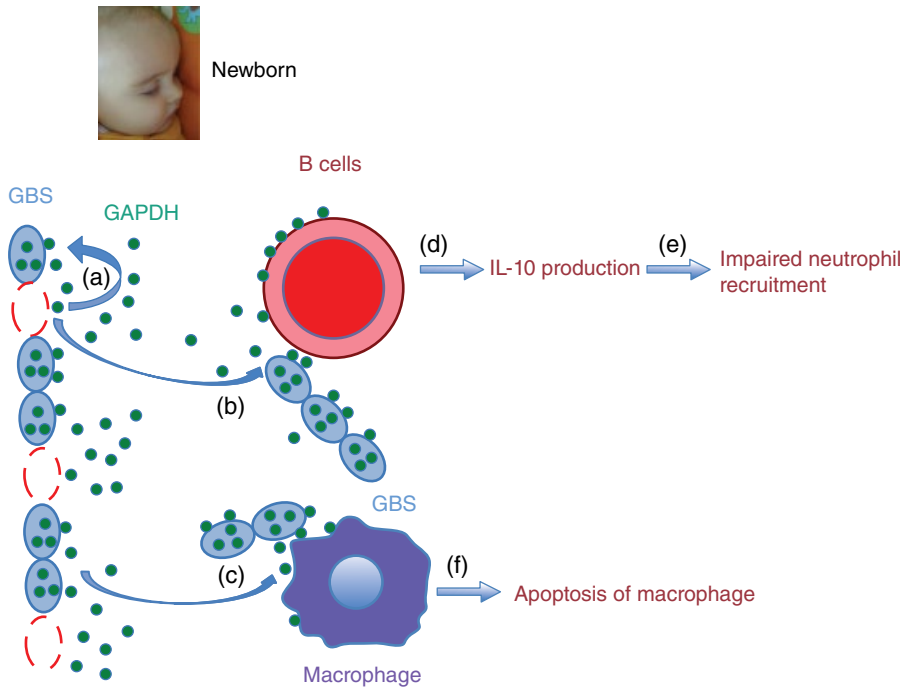 Newborn
B cells
GBS
GAPDH
(a)
(d)
IL-10 production
(e)
Impaired neutrophil
recruitment
(b)
GBS
(c)
(f)
Apoptosis of macrophage
Macrophage